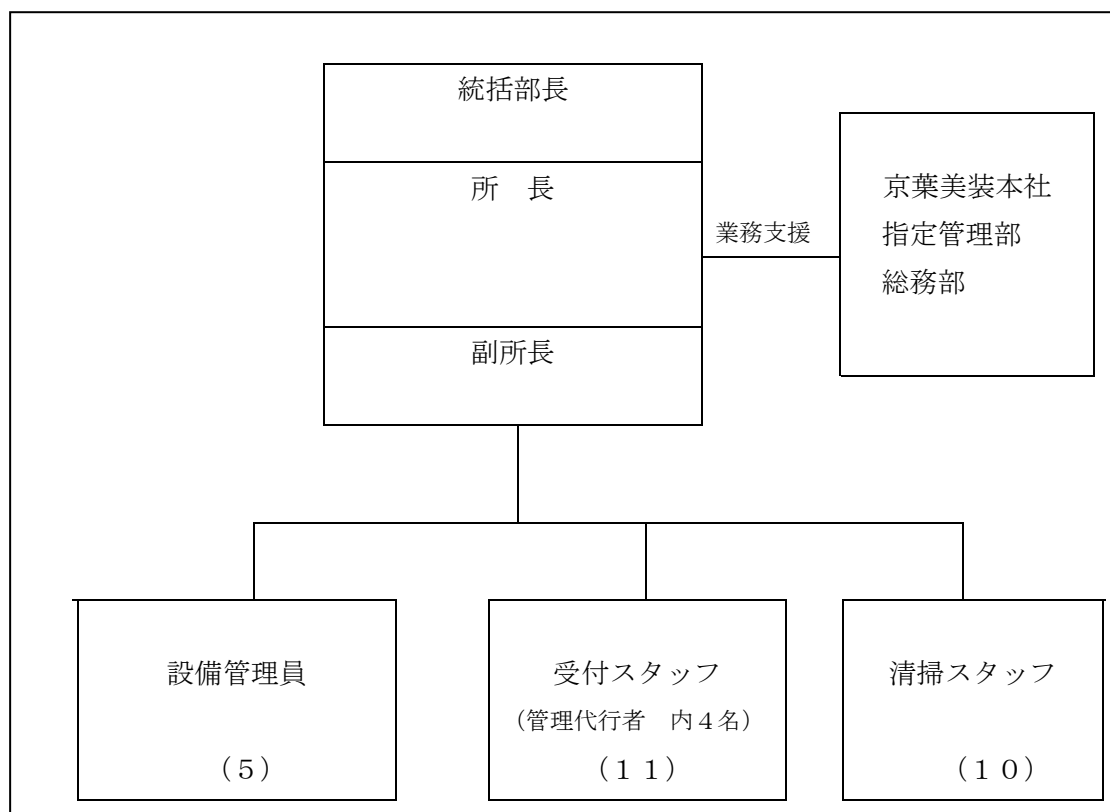 統括部長
所　長
副所長
業務支援
京葉美装本社
指定管理部
総務部
設備管理員
（５）
受付スタッフ
（管理代行者　内４名）
（１１）
清掃スタッフ
（１０）